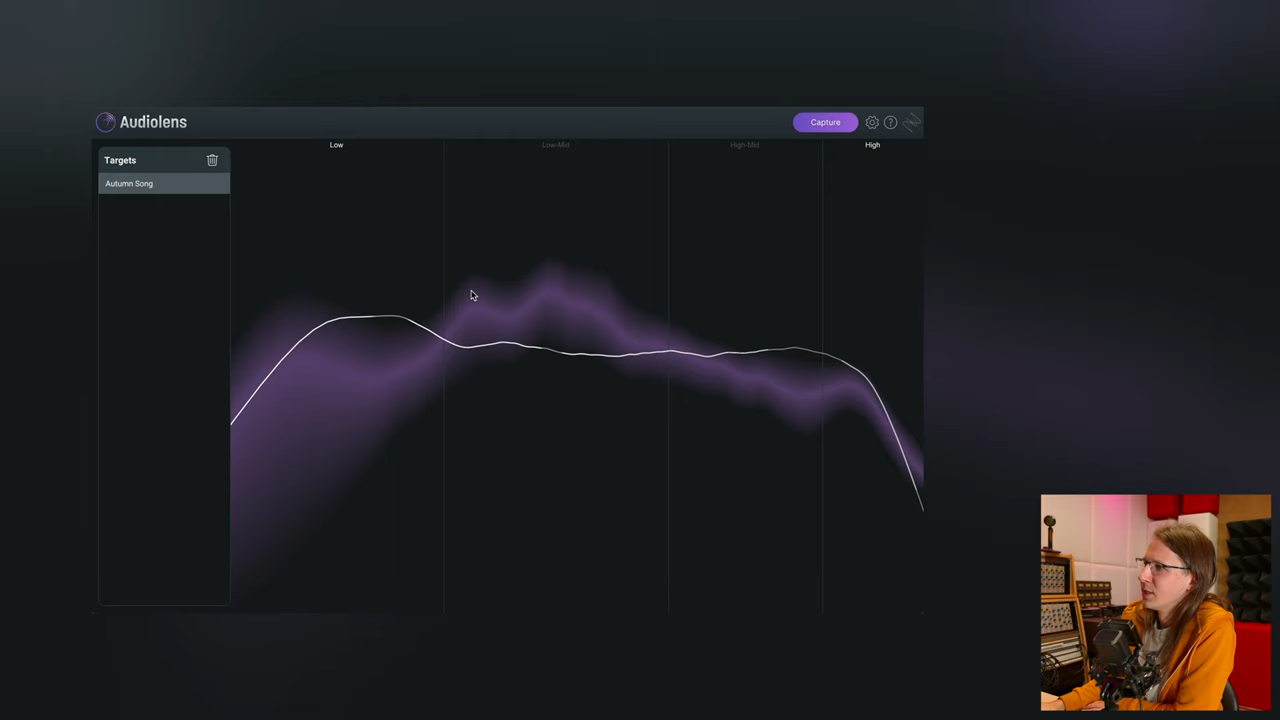 Audiolens
Capture
Targets
Autumn Song
Low
Low-Mid
High-Mid
High